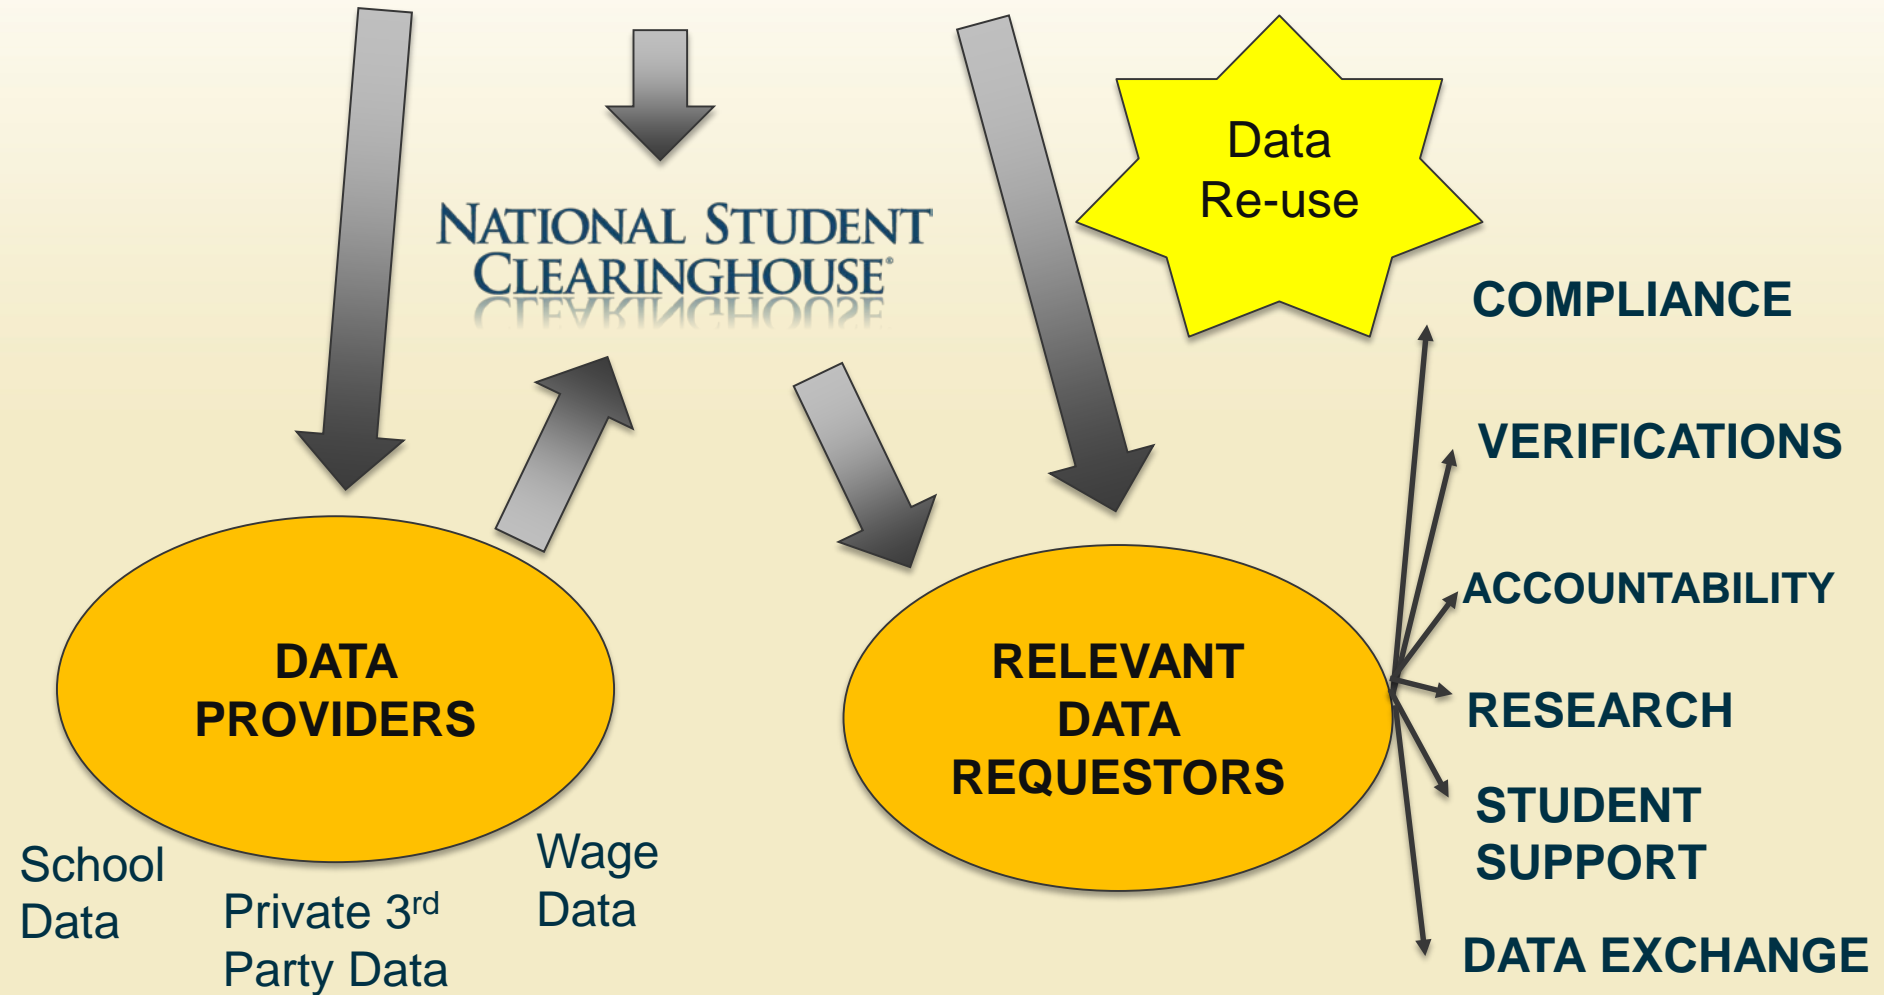 Data
Re-use
NATIONAL STUDENT
CLEARINGHOUSE®
COMPLIANCE
VERIFICATIONS
ACCOUNTABILITY
RESEARCH
STUDENT
SUPPORT
DATA EXCHANGE
DATA
PROVIDERS
RELEVANT
DATA
REQUESTORS
School
Data
Private 3rd
Party Data
Wage
Data